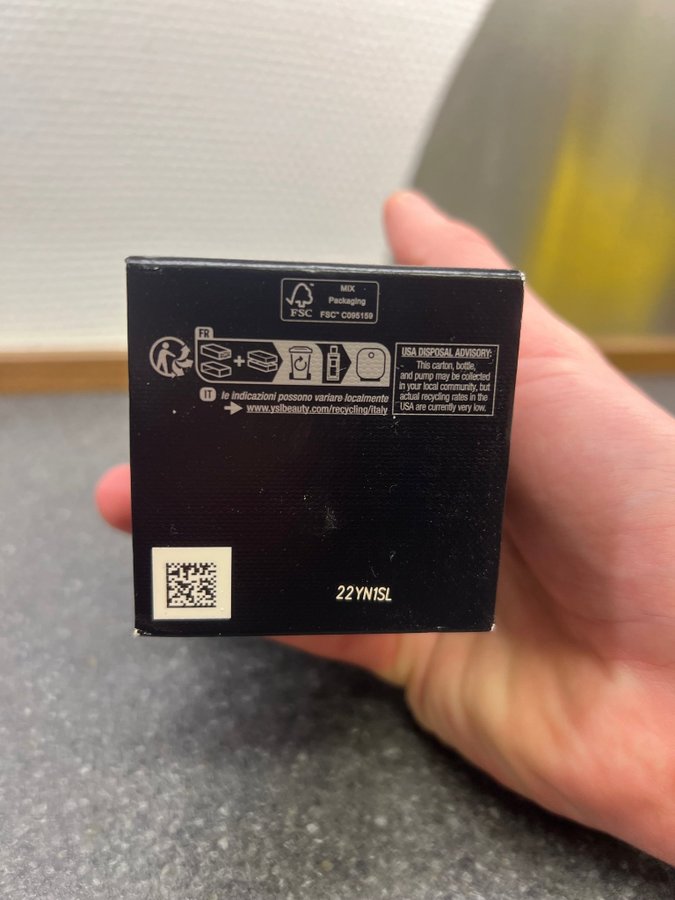 MIX
Packaging
FSC™ C095159
FSC
FR
USA DISPOSAL ADVISORY:
This carton, bottle,
and pump may be collected
in your local community, but
actual recycling rates in the
USA are currently very low.
IT le indicazioni possono variare localmente
www.yslbeauty.com/recycling/italy
22YN1SL